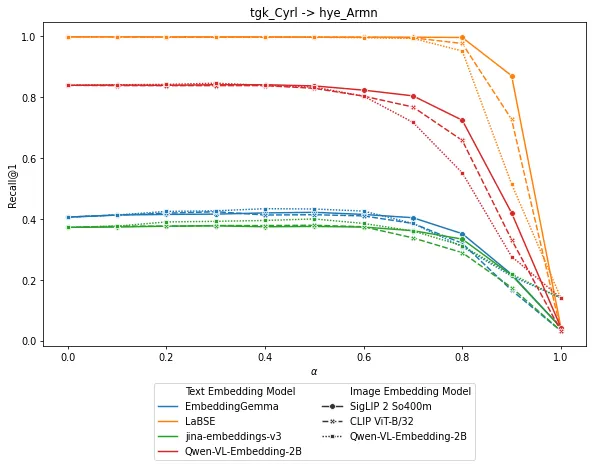 tgk_Cyrl -> hye_Armn
Recall@1
1.0
0.8
0.6
0.4
0.2
0.0
0.0 0.2 0.4 0.6 0.8 1.0
α
Text Embedding Model Image Embedding Model
EmbeddingGemma SigLIP 2 So400m
LaBSE CLIP ViT-B/32
jina-embeddings-v3 Qwen-VL-Embedding-2B
Qwen-VL-Embedding-2B